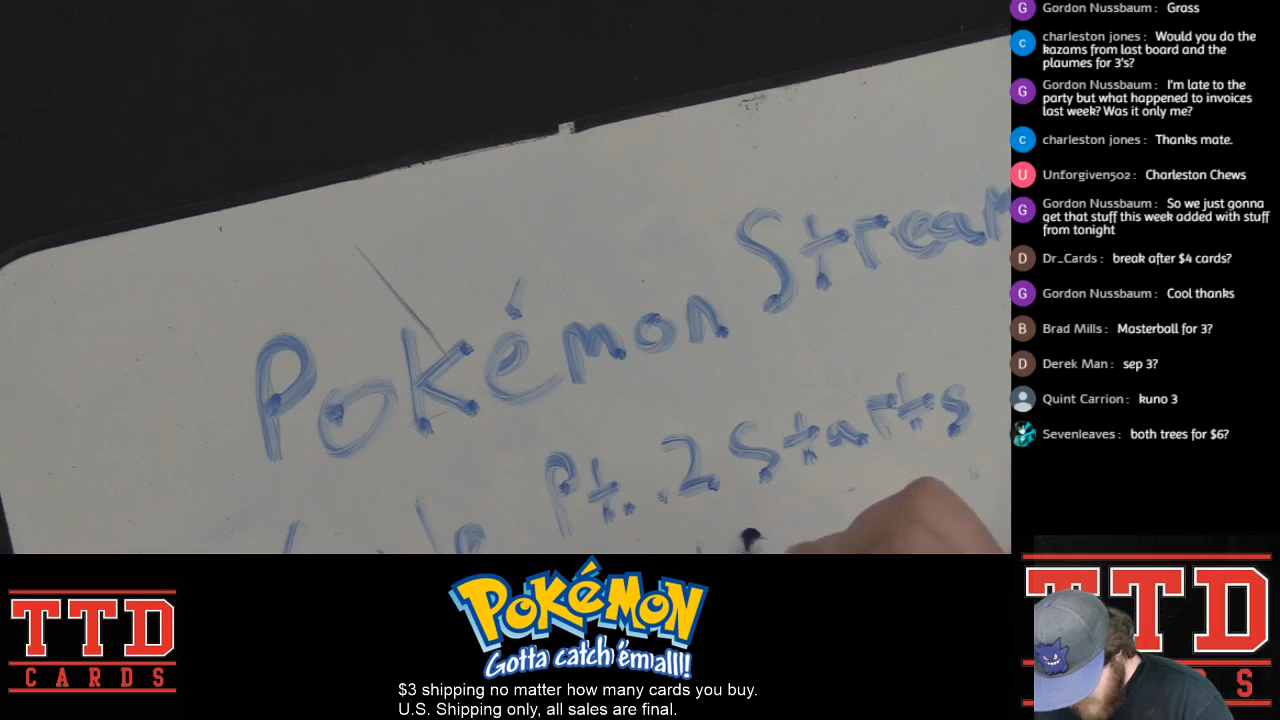 Pokémon Stream
Pt. 2 Starts
Gordon Nussbaum : Grass
charleston jones : Would you do the
kazams from last board and the
plaumes for 3's?
Gordon Nussbaum : I'm late to the
party but what happened to invoices
last week? Was it only me?
charleston jones : Thanks mate.
Unforgiven502 : Charleston Chews
Gordon Nussbaum : So we just gonna
get that stuff this week added with stuff
from tonight
Dr_Cards : break after $4 cards?
Gordon Nussbaum : Cool thanks
Brad Mills : Masterball for 3?
Derek Man : sep 3?
Quint Carrion : kuno 3
Sevenleaves : both trees for $6?
TTD
CARDS
POKéMON
Gotta catch 'em all!
$3 shipping no matter how many cards you buy.
U.S. Shipping only, all sales are final.
TTD
S